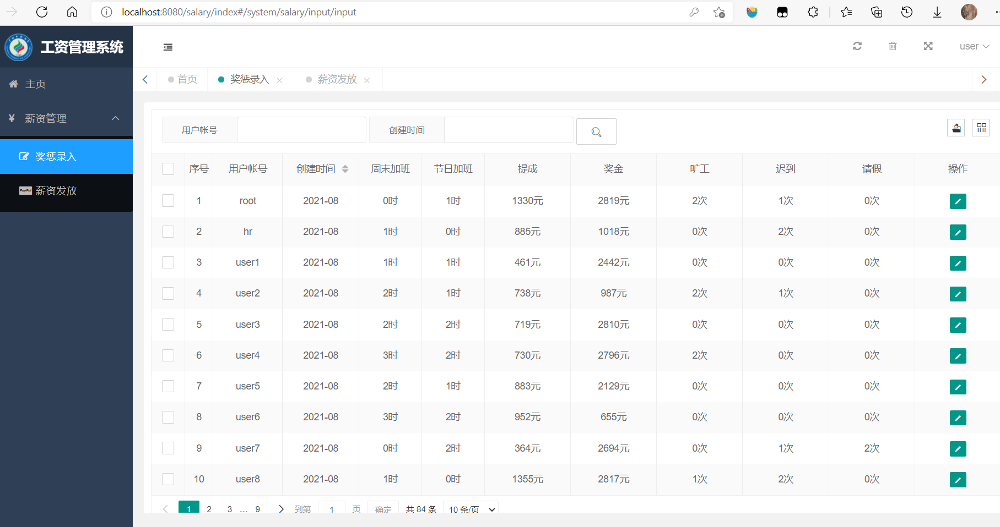 localhost:8080/salary/index#/system/salary/input/input
工资管理系统
user
首页 奖惩录入 薪资发放
主页
¥ 薪资管理
奖惩录入
PayPal 薪资发放
用户帐号 创建时间
序号 用户帐号 创建时间 周末加班 节日加班 提成 奖金 旷工 迟到 请假 操作
1 root 2021-08 0时 1时 1330元 2819元 2次 1次 0次
2 hr 2021-08 1时 0时 885元 1018元 0次 2次 0次
3 user1 2021-08 1时 1时 461元 2442元 0次 0次 0次
4 user2 2021-08 2时 1时 738元 987元 2次 1次 0次
5 user3 2021-08 2时 2时 719元 2810元 0次 0次 0次
6 user4 2021-08 3时 2时 730元 2796元 2次 0次 0次
7 user5 2021-08 2时 1时 883元 2129元 0次 0次 0次
8 user6 2021-08 3时 2时 952元 655元 0次 0次 0次
9 user7 2021-08 0时 2时 364元 2694元 0次 1次 2次
10 user8 2021-08 1时 0时 1355元 2817元 1次 2次 0次
1 2 3 … 9 到第 1 页 确定 共 84 条 10 条/页